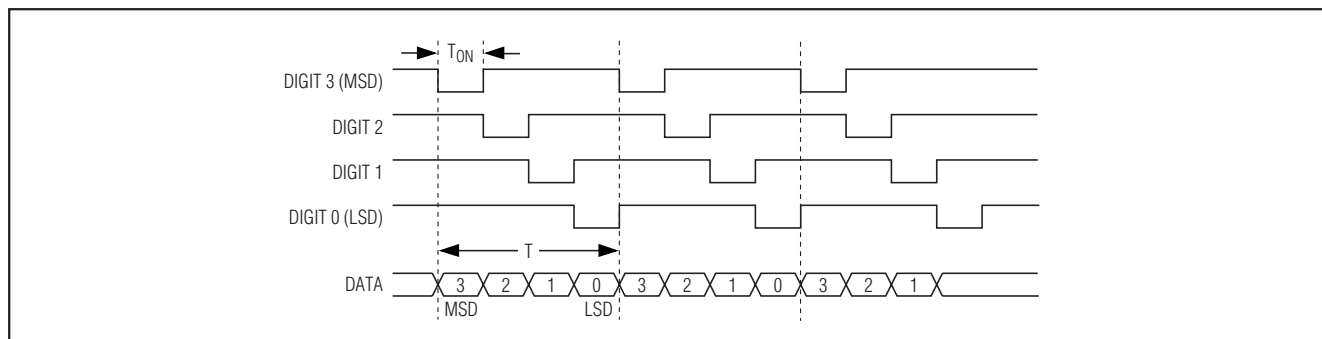 T_ON
DIGIT 3 (MSD)
DIGIT 2
DIGIT 1
DIGIT 0 (LSD)
T
DATA 3 2 1 0 3 2 1 0 3 2 1
MSD LSD